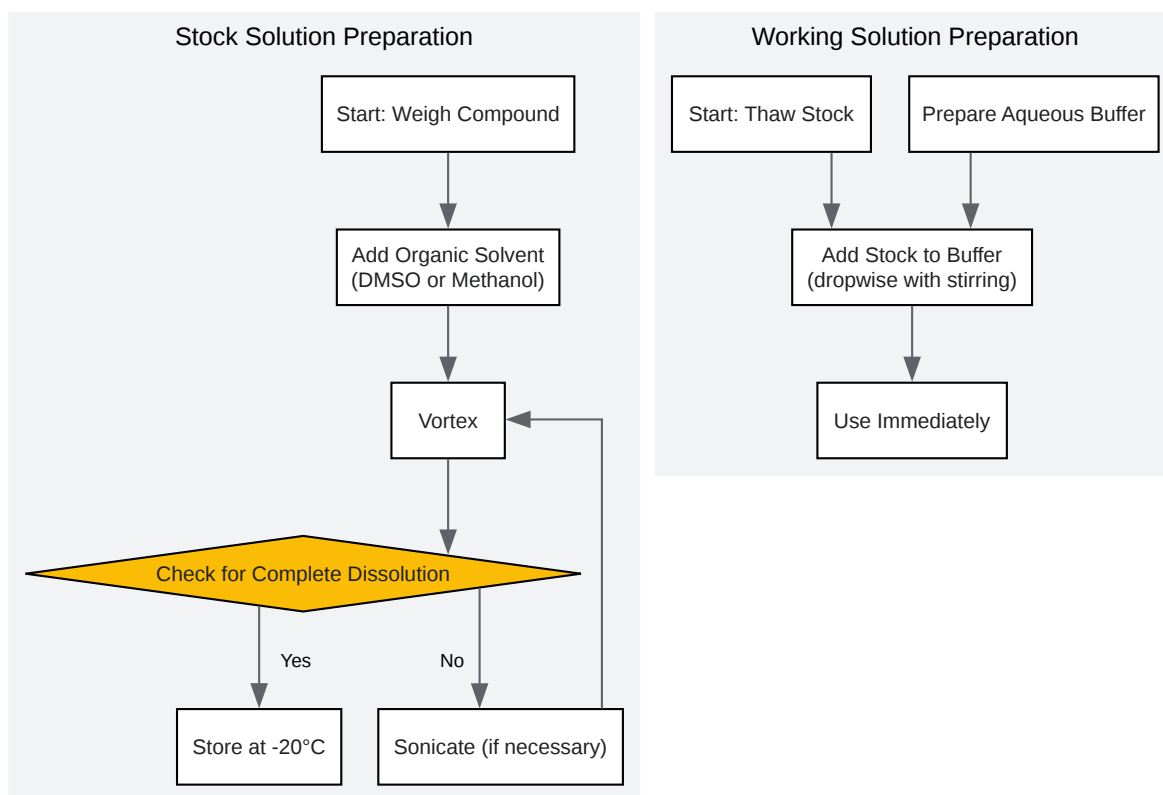 Stock Solution Preparation
Start: Weigh Compound
Add Organic Solvent
(DMSO or Methanol)
Vortex
Check for Complete Dissolution
Yes
No
Store at -20°C
Sonicate (if necessary)
Working Solution Preparation
Start: Thaw Stock
Prepare Aqueous Buffer
Add Stock to Buffer
(dropwise with stirring)
Use Immediately